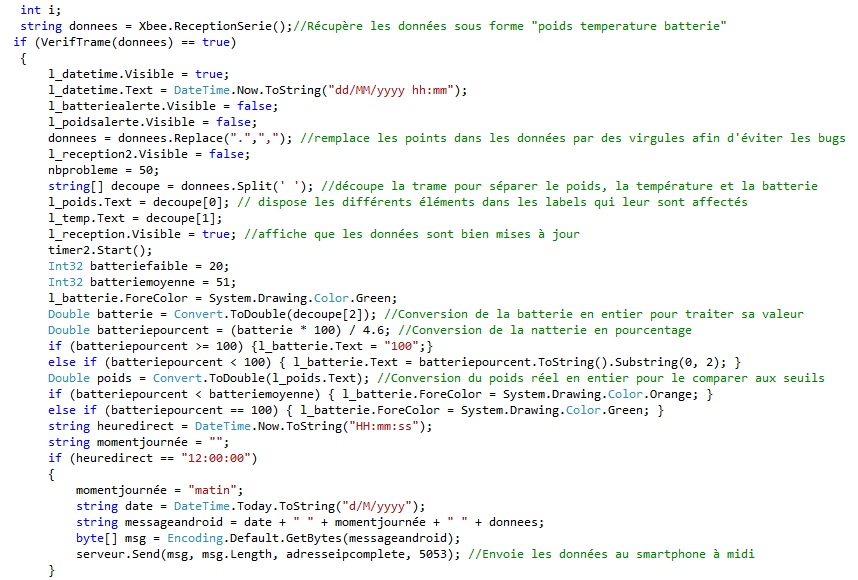 int i;
string donnees = Xbee.ReceptionSerie();//Récupère les données sous forme "poids temperature batterie"
if (VerifTrame(donnees) == true)
{
l_datetime.Visible = true;
l_datetime.Text = DateTime.Now.ToString("dd/MM/yyyy hh:mm");
l_batteriealerte.Visible = false;
l_poidsalerte.Visible = false;
donnees = donnees.Replace(".",","); //remplace les points dans les données par des virgules afin d'éviter les bugs
l_reception2.Visible = false;
nbprobleme = 50;
string[] decoupe = donnees.Split(' '); //découpe la trame pour séparer le poids, la température et la batterie
l_poids.Text = decoupe[0]; // dispose les différents éléments dans les labels qui leur sont affectés
l_temp.Text = decoupe[1];
l_reception.Visible = true; //affiche que les données sont bien mises à jour
timer2.Start();
Int32 batteriefaible = 20;
Int32 batteriemoyenne = 51;
l_batterie.ForeColor = System.Drawing.Color.Green;
Double batterie = Convert.ToDouble(decoupe[2]); //Conversion de la batterie en entier pour traiter sa valeur
Double batteriepourcent = (batterie * 100) / 4.6; //Conversion de la natterie en pourcentage
if (batteriepourcent >= 100) {l_batterie.Text = "100";}
else if (batteriepourcent < 100) { l_batterie.Text = batteriepourcent.ToString().Substring(0, 2); }
Double poids = Convert.ToDouble(l_poids.Text); //Conversion du poids réel en entier pour le comparer aux seuils
if (batteriepourcent < batteriemoyenne) { l_batterie.ForeColor = System.Drawing.Color.Orange; }
else if (batteriepourcent == 100) { l_batterie.ForeColor = System.Drawing.Color.Green; }
string heuredirect = DateTime.Now.ToString("HH:mm:ss");
string momentjournée = "";
if (heuredirect == "12:00:00")
{
momentjournée = "matin";
string date = DateTime.Today.ToString("d/M/yyyy");
string messageandroid = date + " " + momentjournée + " " + donnees;
byte[] msg = Encoding.Default.GetBytes(messageandroid);
serveur.Send(msg, msg.Length, adresseipcomplete, 5053); //Envoie les données au smartphone à midi
}